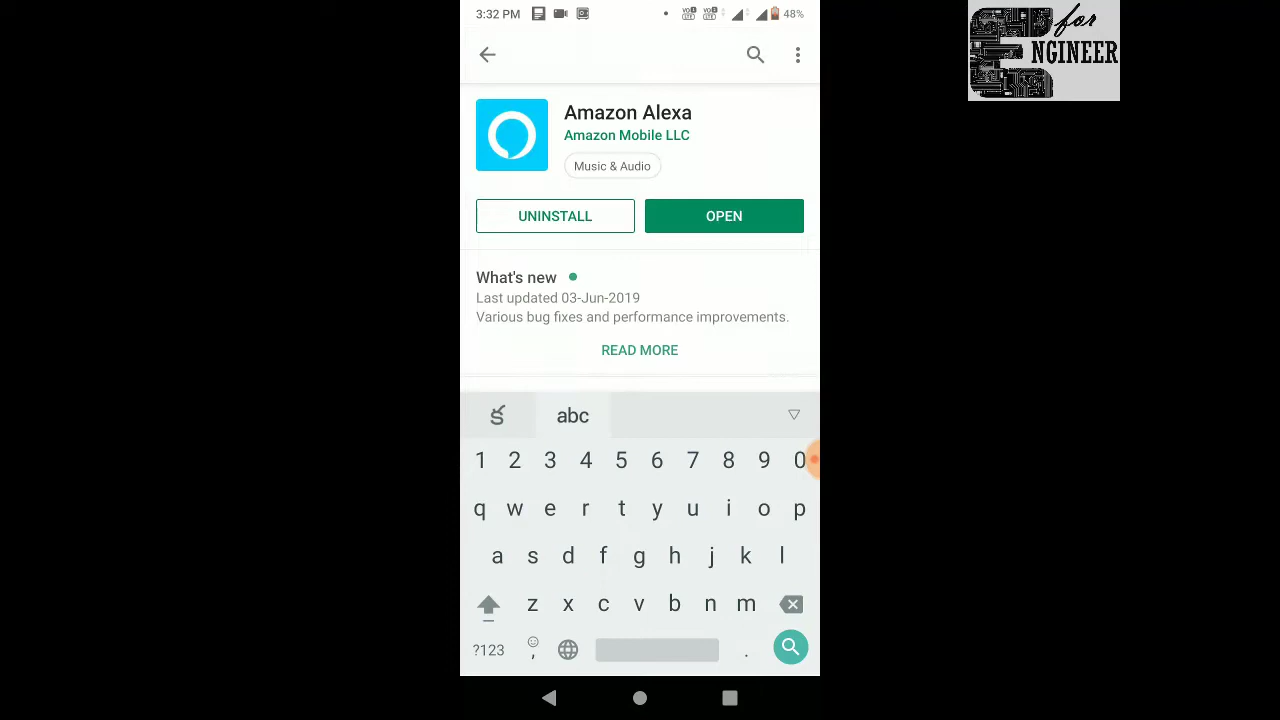 3:32 PM
48%
for
ENGINEER
Amazon Alexa
Amazon Mobile LLC
Music & Audio
UNINSTALL
OPEN
What's new
Last updated 03-Jun-2019
Various bug fixes and performance improvements.
READ MORE
abc
1 2 3 4 5 6 7 8 9 0
q w e r t y u i o p
a s d f g h j k l
z x c v b n m
?123 , .